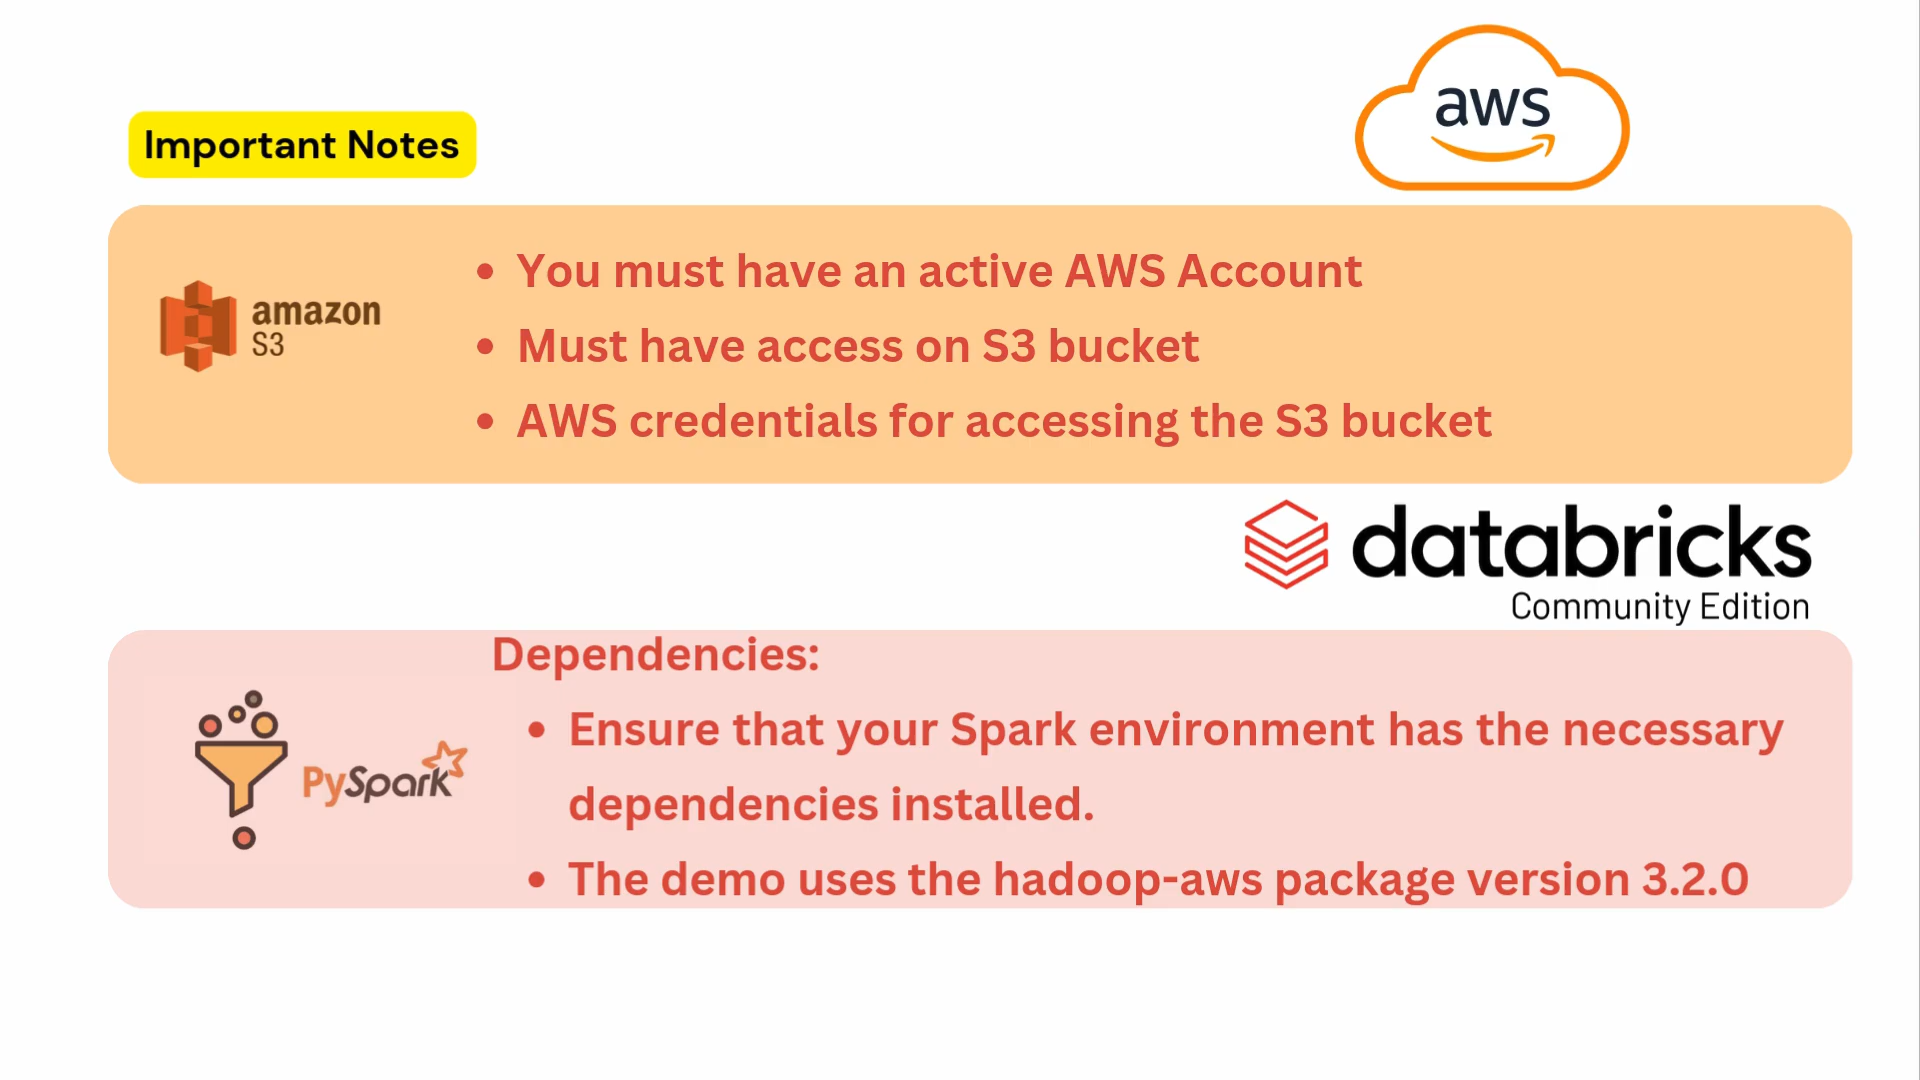 aws
Important Notes
amazon
S3
• You must have an active AWS Account
• Must have access on S3 bucket
• AWS credentials for accessing the S3 bucket
databricks
Community Edition
Dependencies:
PySpark
• Ensure that your Spark environment has the necessary
dependencies installed.
• The demo uses the hadoop-aws package version 3.2.0